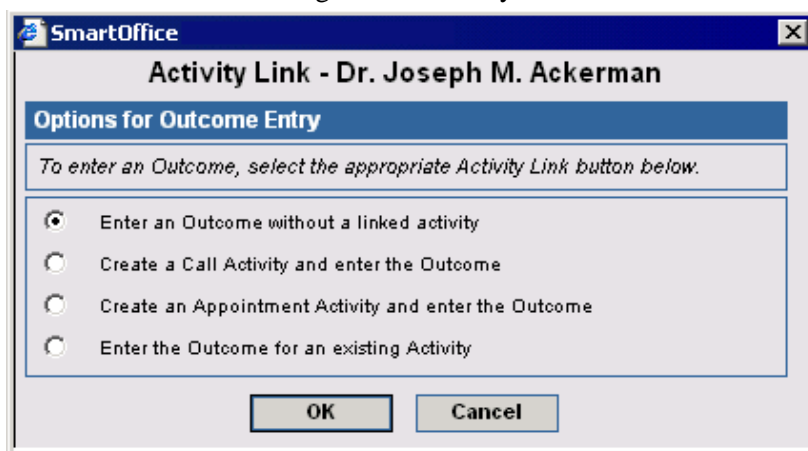 SmartOffice
Activity Link - Dr. Joseph M. Ackerman
Options for Outcome Entry
To enter an Outcome, select the appropriate Activity Link button below.
Enter an Outcome without a linked activity
Create a Call Activity and enter the Outcome
Create an Appointment Activity and enter the Outcome
Enter the Outcome for an existing Activity
OK Cancel